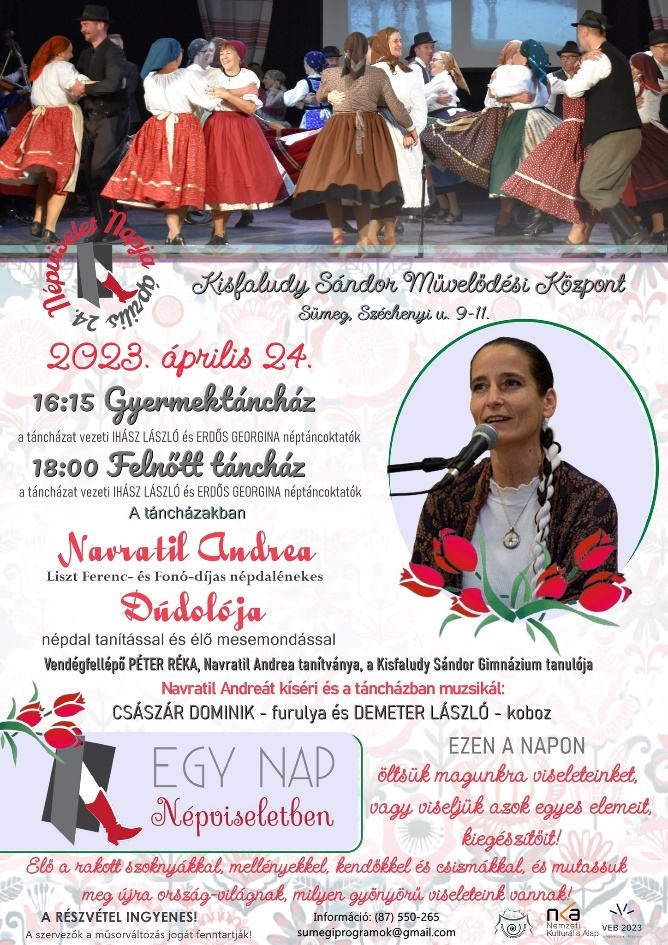 Népviselet Napja április 24.
Kisfaludy Sándor Művelődési Központ
Sümeg, Széchenyi u. 9-11.
2023. április 24.
16:15 Gyermektáncház
a táncházat vezeti IHÁSZ LÁSZLÓ és ERDŐS GEORGINA néptáncoktatók
18:00 Felnőtt táncház
a táncházat vezeti IHÁSZ LÁSZLÓ és ERDŐS GEORGINA néptáncoktatók
A táncházakban
Navratil Andrea
Liszt Ferenc- és Fonó-díjas népdalénekes
Dúdolója
népdal tanítással és élő mesemondással
Vendégfellépő PÉTER RÉKA, Navratil Andrea tanítványa, a Kisfaludy Sándor Gimnázium tanulója
Navratil Andreát kíséri és a táncházban muzsikál:
CSÁSZÁR DOMINIK - furulya és DEMETER LÁSZLÓ - koboz
EGY NAP
Népviseletben
EZEN A NAPON
öltsük magunkra viseleteinket,
vagy viseljük azok egyes elemeit,
kiegészítőit!
Elő a rakott szoknyákkal, mellényekkel, kendőkkel és csizmákkal, és mutassuk
meg újra ország-világnak, milyen gyönyörű viseleteink vannak!
A RÉSZVÉTEL INGYENES!
A szervezők a műsorváltozás jogát fenntartják!
Információ: (87) 550-265
sumegiprogramok@gmail.com
nka
Nemzeti
Kulturális Alap
VEB 2023